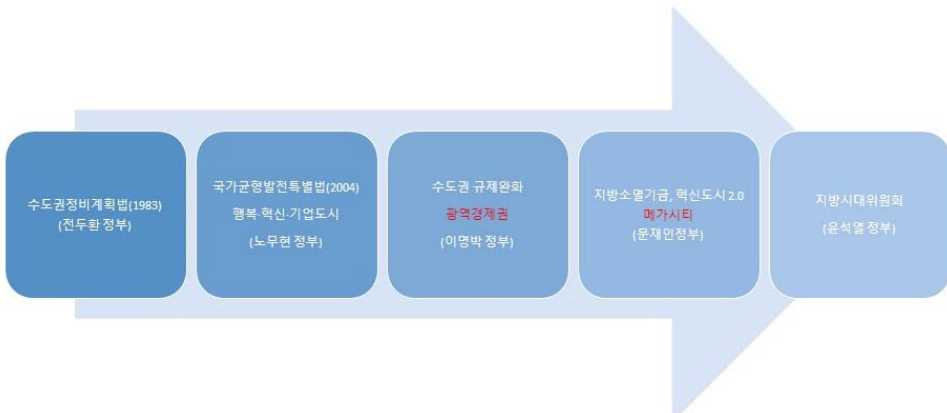 수도권정비계획법(1983)
(전두환 정부)
국가균형발전특별법(2004)
행복·혁신·기업도시
(노무현 정부)
수도권 규제완화
광역경제권
(이명박 정부)
지방소멸기금, 혁신도시 2.0
메가시티
(문재인정부)
지방시대위원회
(윤석열 정부)